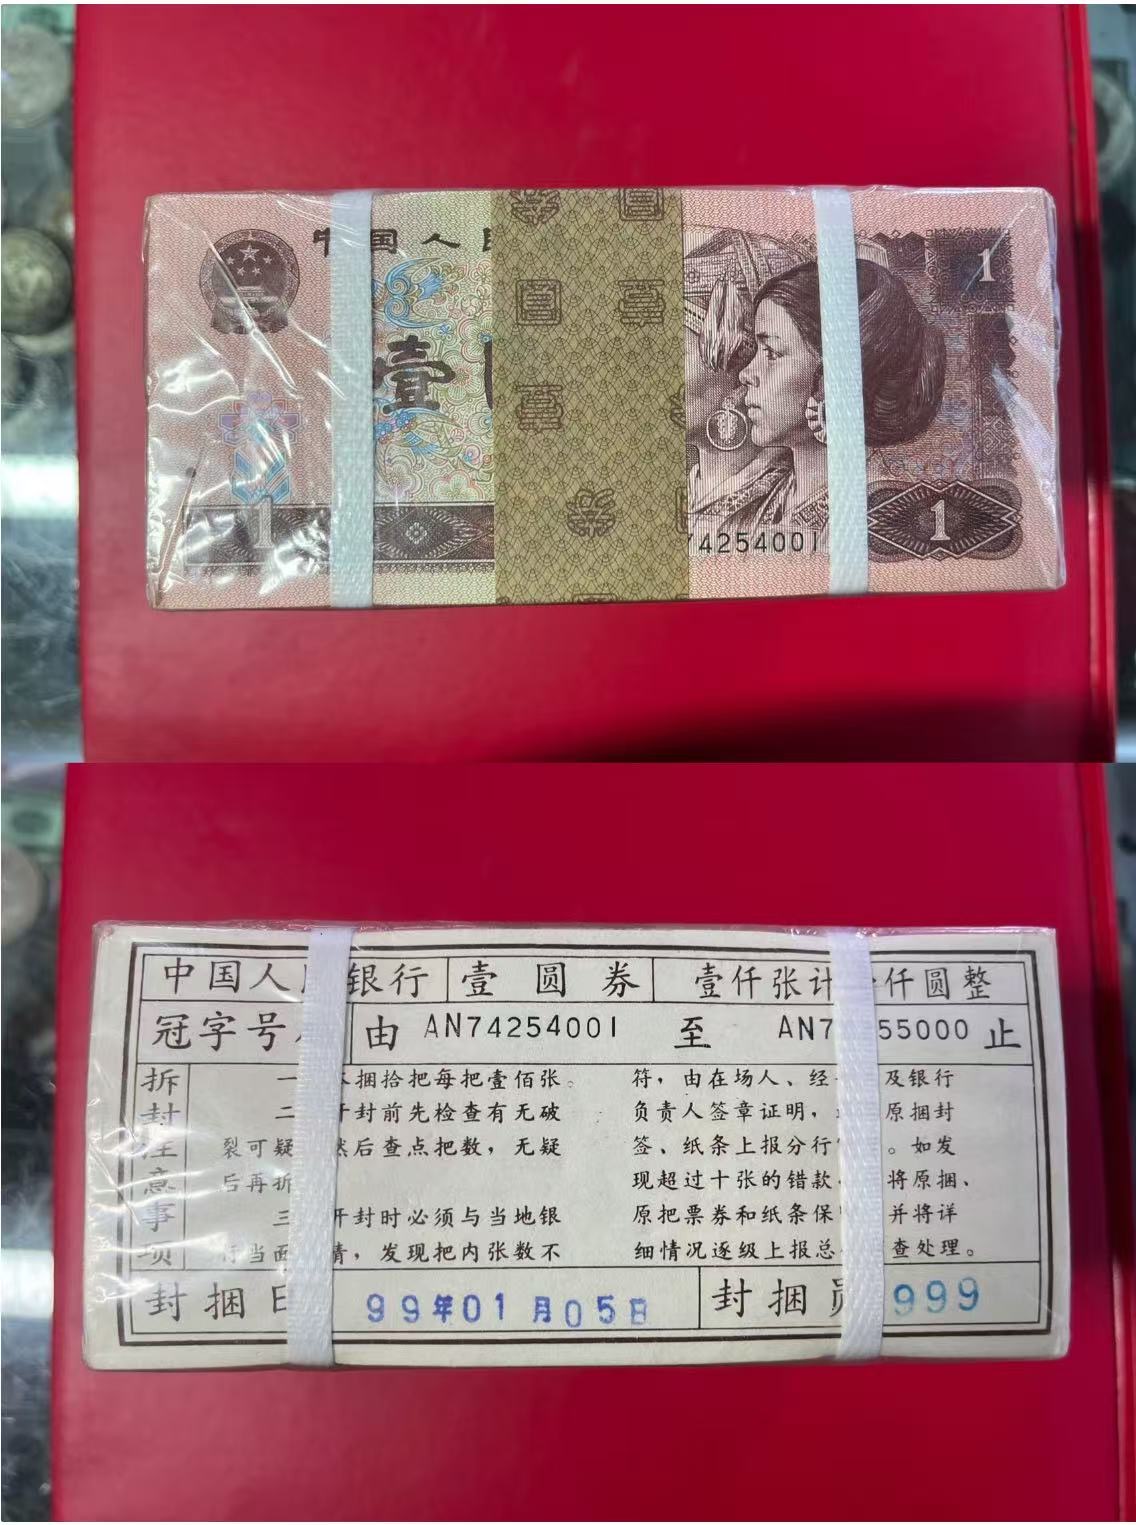 中国人民
壹
1
1
1
74254001
中国人民银行 壹圆券 壹仟张计 仟圆整
冠字号 由 AN74254001 至 AN7 55000 止
拆封注意事项
一 捆拾把每把壹佰张。
二 开封前先检查有无破
裂可疑 然后查点把数，无疑
后再拆
三 开封时必须与当地银
行当面 清，发现把内张数不
符，由在场人、经 及银行
负责人签章证明， 原捆封
签、纸条上报分行 。如发
现超过十张的错款 将原捆、
原把票券和纸条保 并将详
细情况逐级上报总 查处理。
封捆日 99年01月05日 封捆员 999